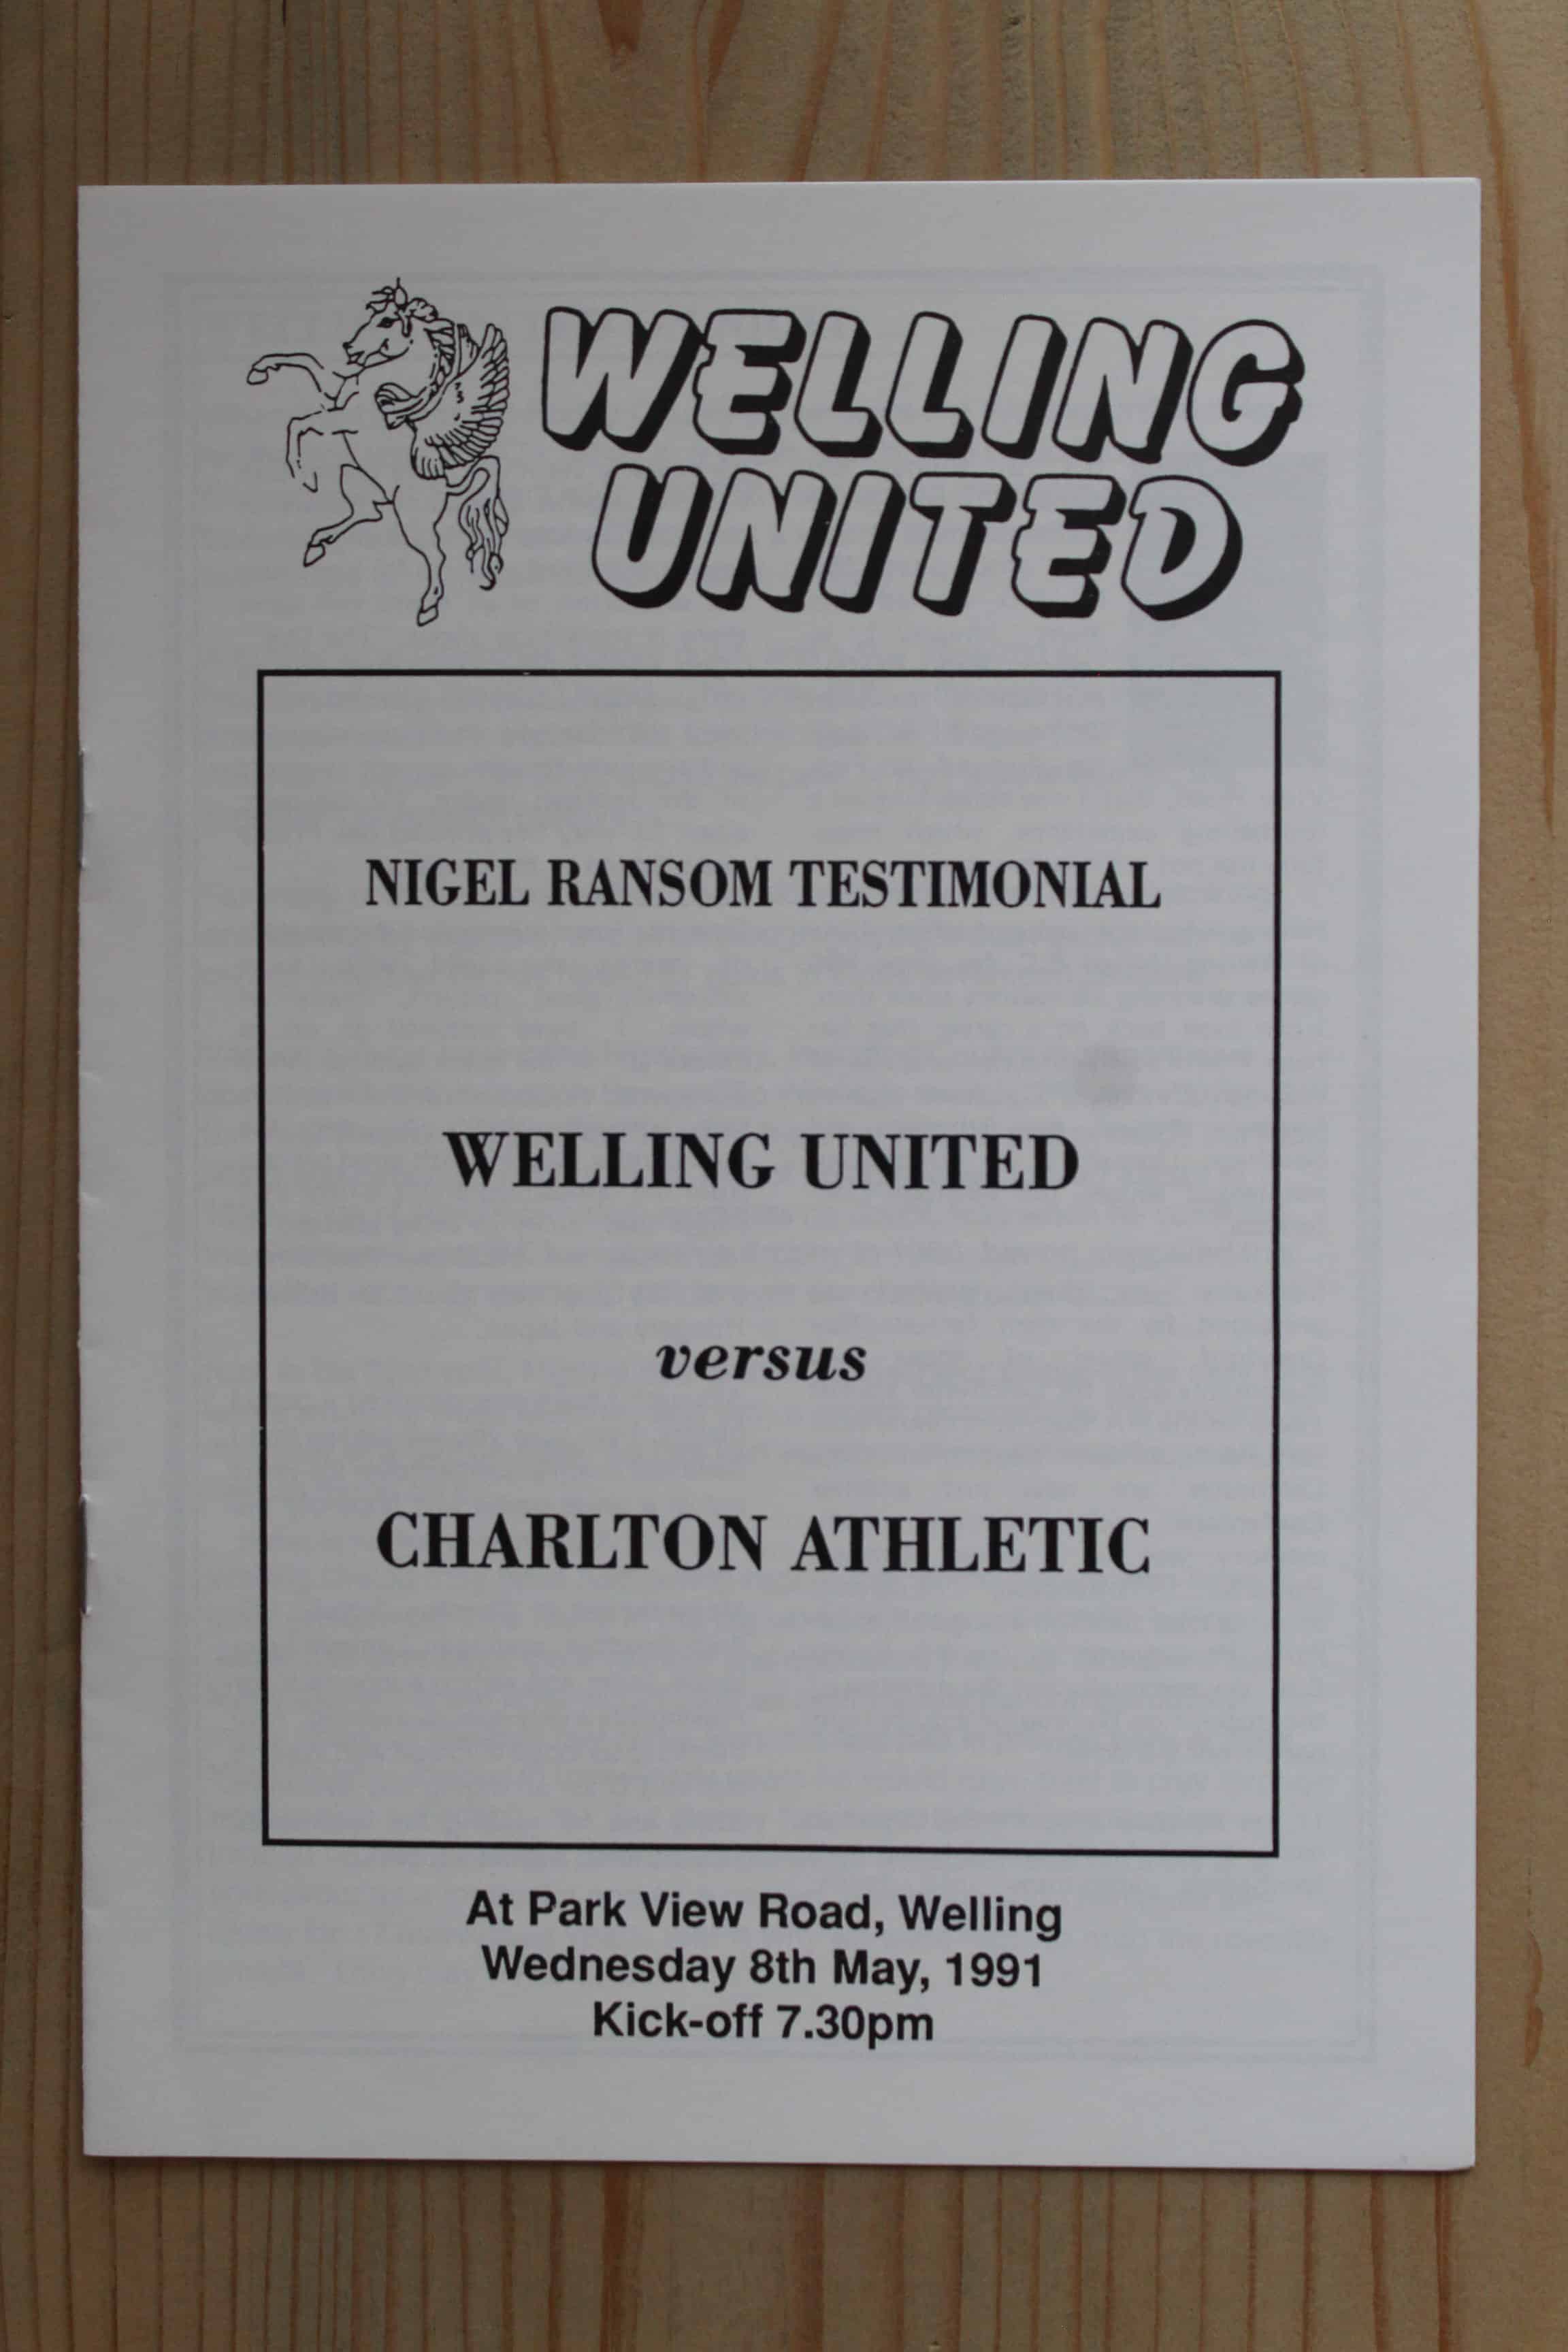 WELLING
UNITED
NIGEL RANSOM TESTIMONIAL
WELLING UNITED
versus
CHARLTON ATHLETIC
At Park View Road, Welling
Wednesday 8th May, 1991
Kick-off 7.30pm